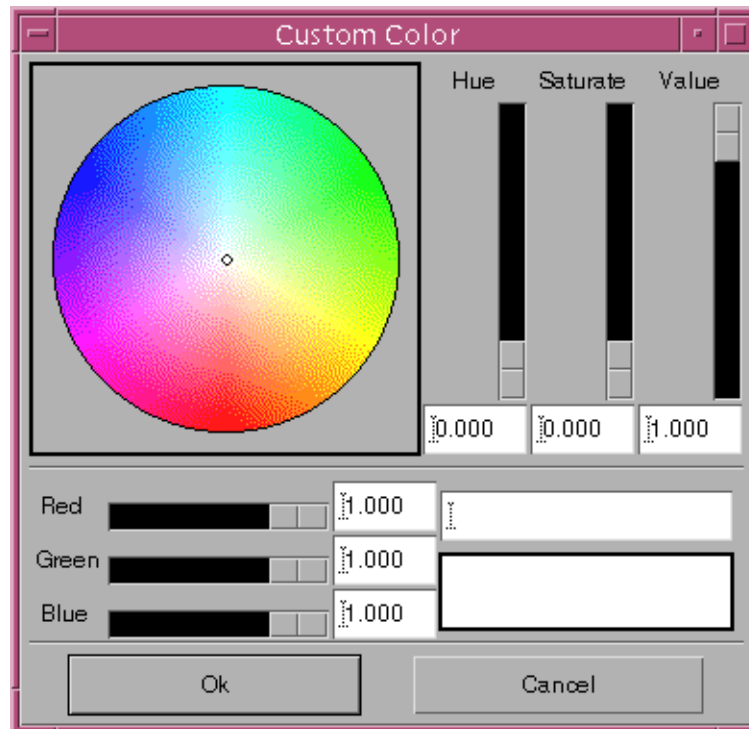 Custom Color
Hue Saturate Value
0.000 0.000 1.000
Red 1.000
Green 1.000
Blue 1.000
Ok Cancel